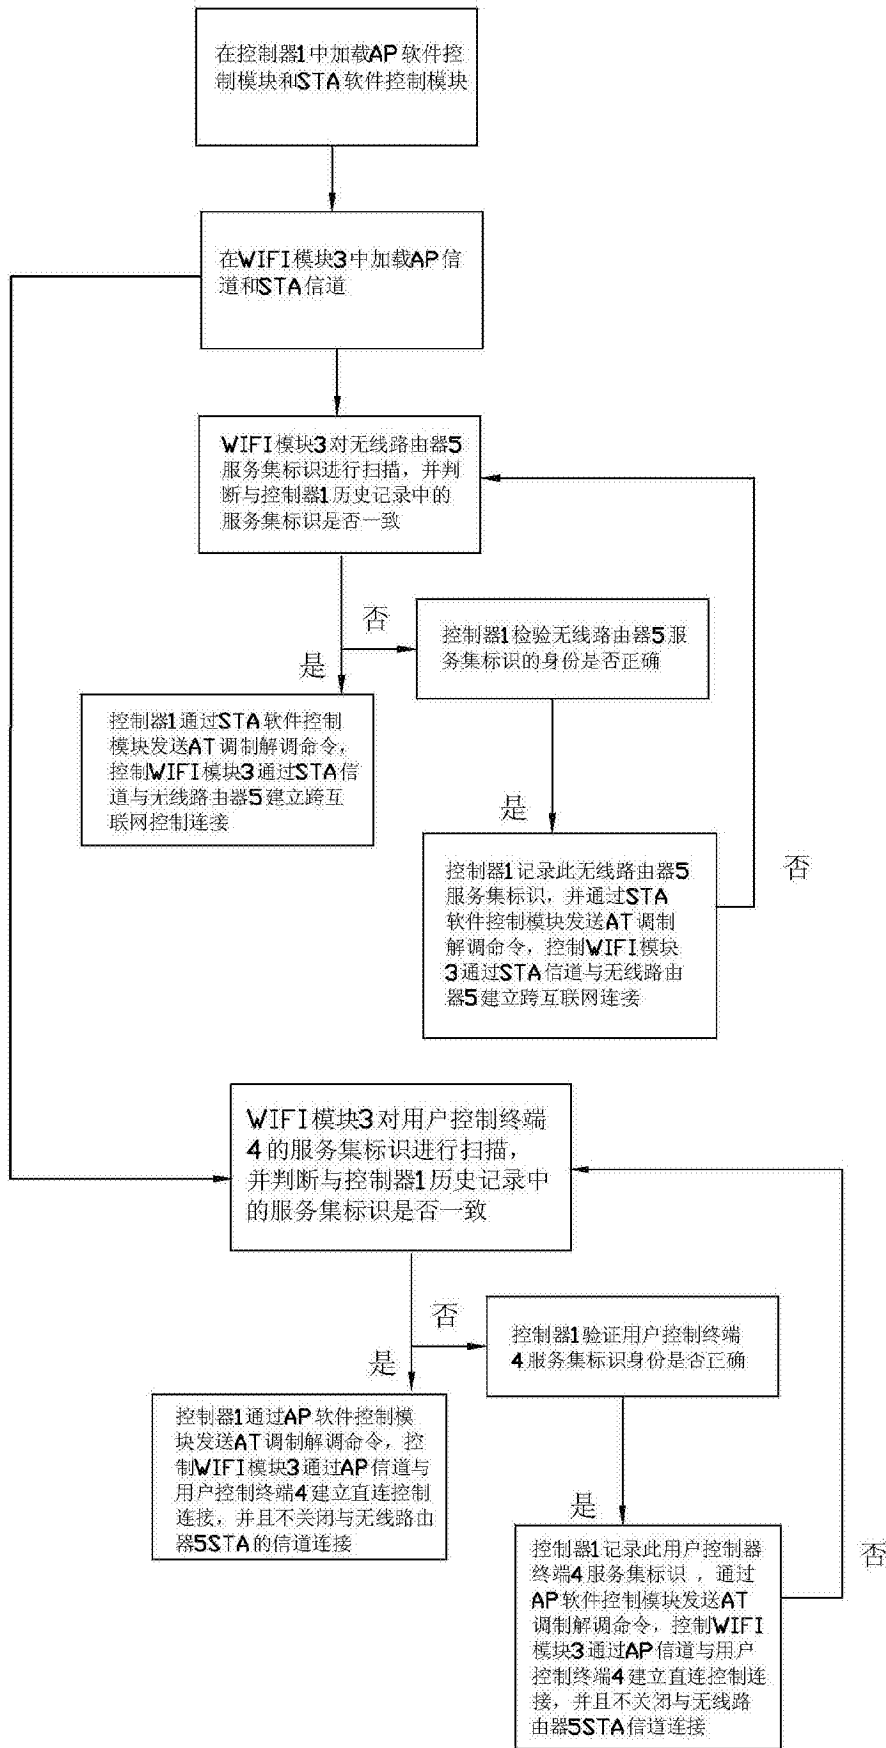 在控制器1中加载AP软件控
制模块和STA软件控制模块
在WIFI模块3中加载AP信
道和STA信道
WIFI模块3对无线路由器5
服务集标识进行扫描，并判
断与控制器1历史记录中的
服务集标识是否一致
否
控制器1检验无线路由器5服
务集标识的身份是否正确
是
控制器1通过STA软件控制
模块发送AT调制解调命令，
控制WIFI模块3通过STA信
道与无线路由器5建立跨互
联网控制连接
是
否
控制器1记录此无线路由器5
服务集标识，并通过STA
软件控制模块发送AT调制
解调命令，控制WIFI模块
3通过STA信道与无线路由
器5建立跨互联网连接
WIFI模块3对用户控制终端
4的服务集标识进行扫描，
并判断与控制器1历史记录中
的服务集标识是否一致
否
控制器1验证用户控制终端
4服务集标识身份是否正确
是
控制器1通过AP软件控制模
块发送AT调制解调命令，控
制WIFI模块3通过AP信道与
用户控制终端4建立直连控制
连接，并且不关闭与无线路由
器5STA的信道连接
是
否
控制器1记录此用户控制器
终端4服务集标识，通过
AP软件控制模块发送AT
调制解调命令，控制WIFI
模块3通过AP信道与用户
控制终端4建立直连控制连
接，并且不关闭与无线路
由器5STA信道连接